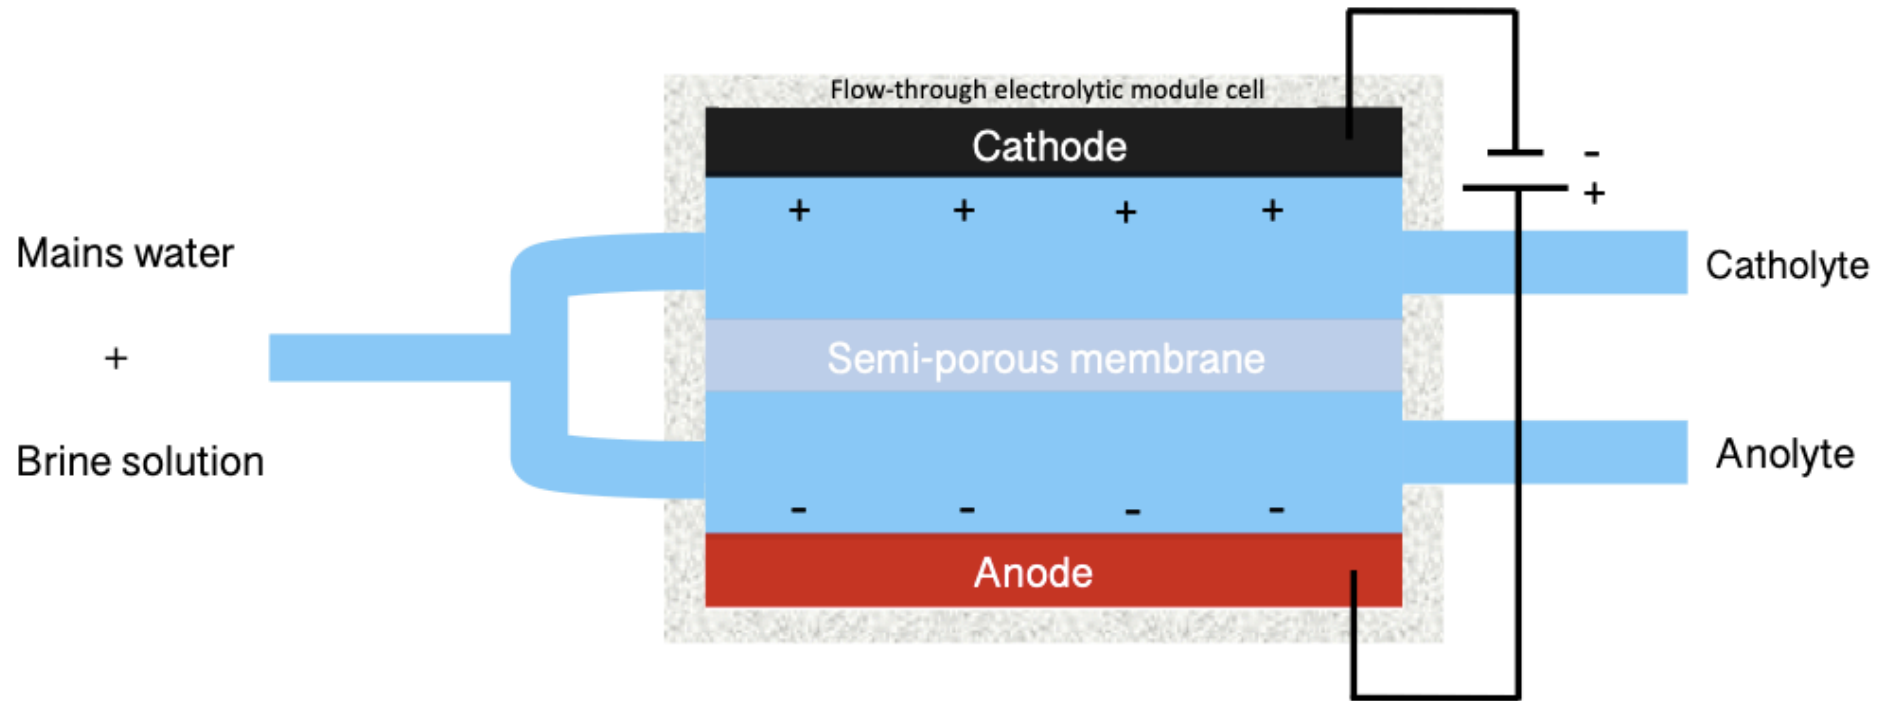 Flow-through electrolytic module cell
Cathode
-
+
+ + + +
Mains water
Catholyte
+
Semi-porous membrane
Brine solution
Anolyte
- - - -
Anode